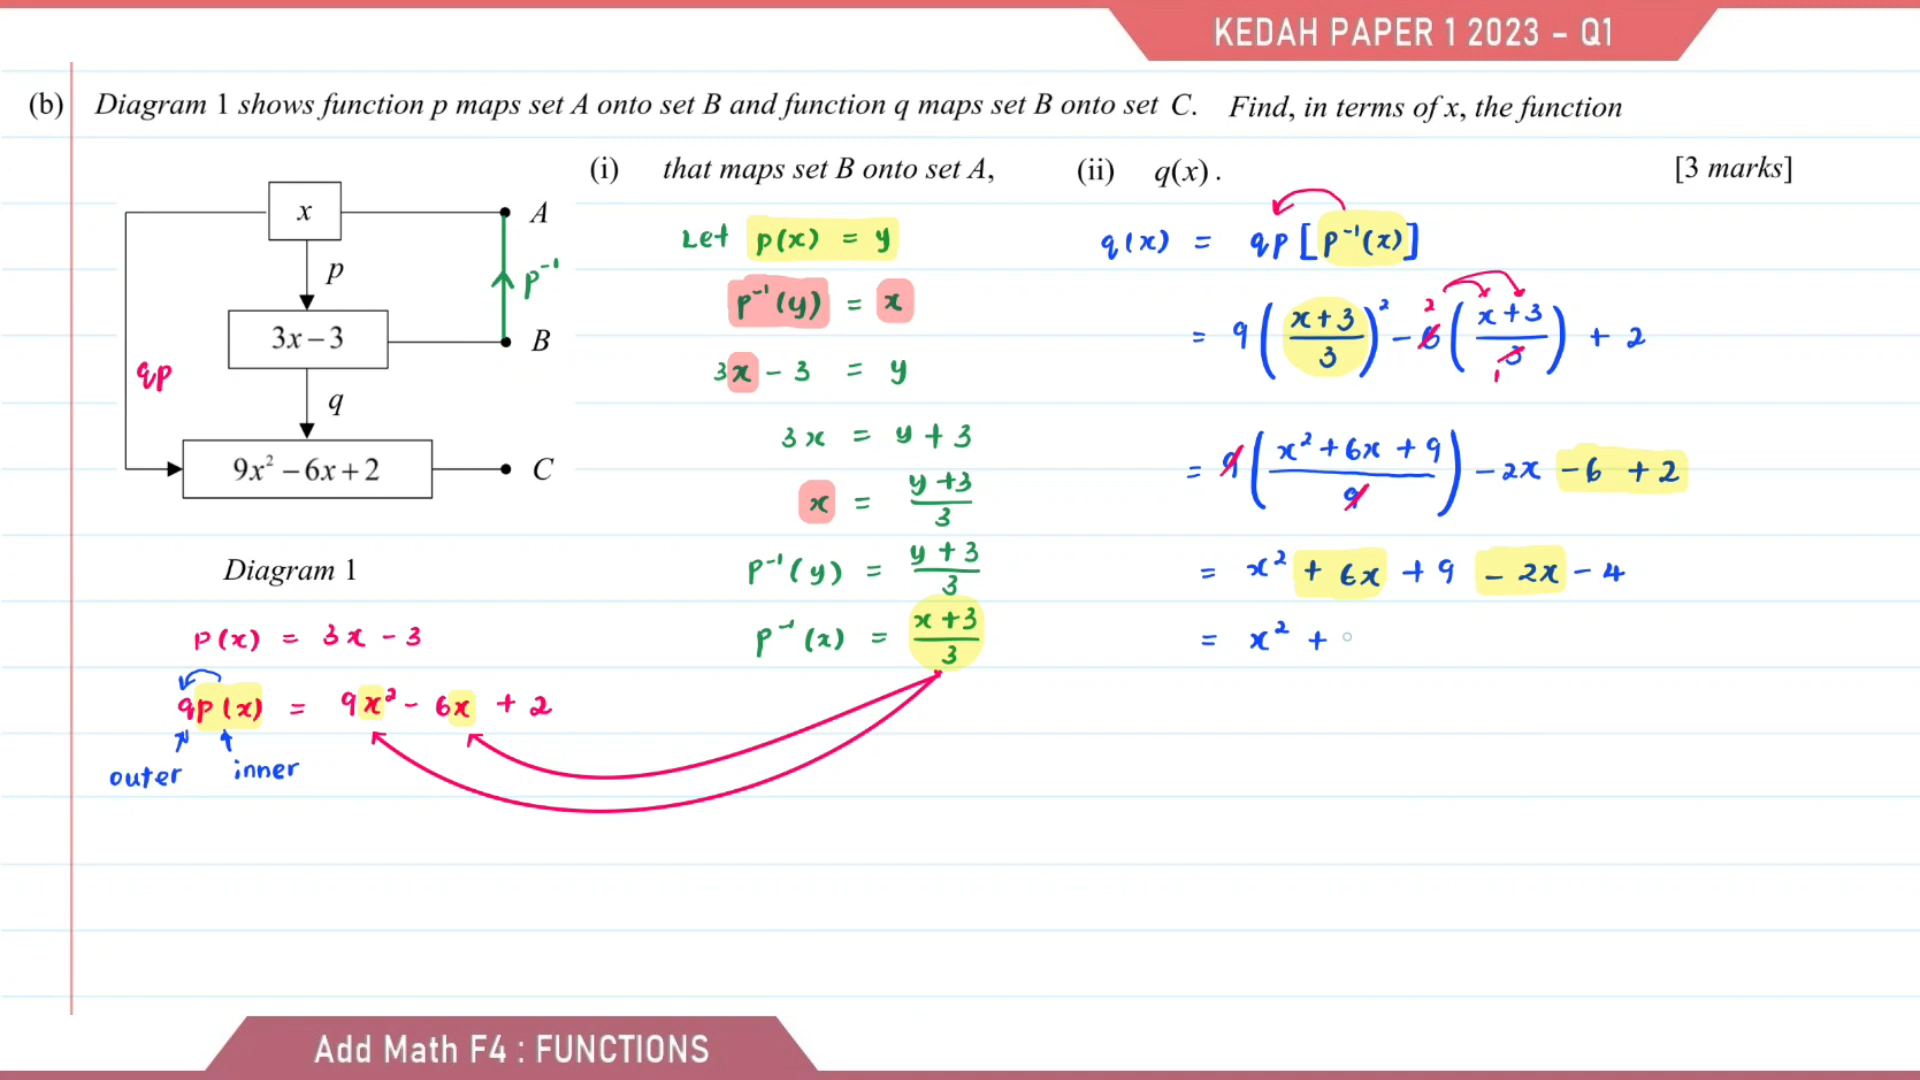 KEDAH PAPER 1 2023 – Q1
(b) Diagram 1 shows function p maps set A onto set B and function q maps set B onto set C. Find, in terms of x, the function
(i) that maps set B onto set A,
(ii) q(x).
[3 marks]
x
A
p
p⁻¹
3x – 3
B
qp
q
9x² – 6x + 2
C
Diagram 1
p(x) = 3x - 3
qp(x) = 9x² - 6x + 2
outer inner
Let p(x) = y
p⁻¹(y) = x
3x - 3 = y
3x = y + 3
x = (y + 3)/3
p⁻¹(y) = (y + 3)/3
p⁻¹(x) = (x + 3)/3
q(x) = qp[p⁻¹(x)]
= 9((x + 3)/3)² - 6((x + 3)/3) + 2
2
1
= 9((x² + 6x + 9)/9) - 2x - 6 + 2
= x² + 6x + 9 - 2x - 4
= x² +
Add Math F4 : FUNCTIONS